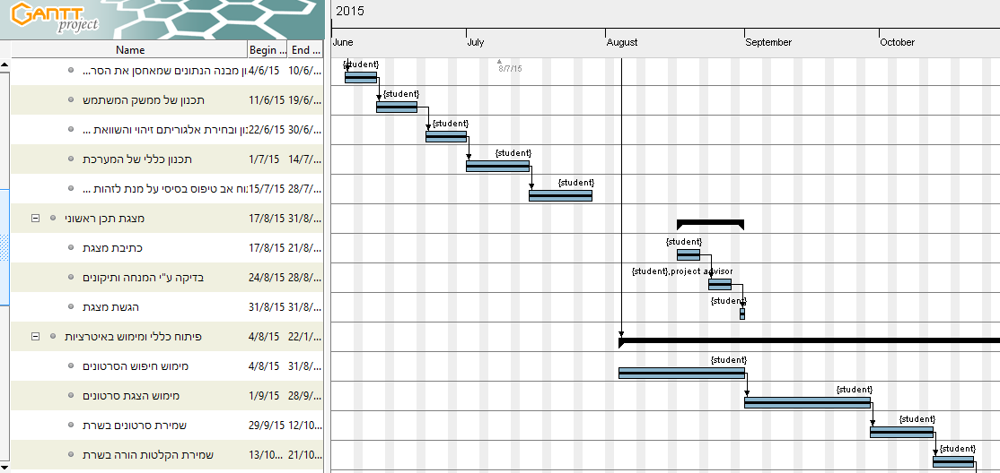 GANTT
project
2015
June July August September October
Name Begin ... End ...
8/7/15
...ון מבנה הנתונים שמאחסן את הסר 4/6/15 10/6/...
{student}
תכנון של ממשק המשתמש 11/6/15 19/6/...
{student}
...ון ובחירת אלגוריתם זיהוי והשוואת 22/6/15 30/6/...
{student}
תכנון כללי של המערכת 1/7/15 14/7/...
{student}
...וח אב טיפוס בסיסי על מנת לזהות 15/7/15 28/7/...
{student}
מצגת תכן ראשוני 17/8/15 31/8/...
כתיבת מצגת 17/8/15 21/8/...
{student}
בדיקה ע"י המנחה ותיקונים 24/8/15 28/8/...
{student},project advisor
הגשת מצגת 31/8/15 31/8/...
{student}
פיתוח כללי ומימוש באיטרציות 4/8/15 22/1/...
מימוש חיפוש הסרטונים 4/8/15 31/8/...
{student}
מימוש הצגת סרטונים 1/9/15 28/9/...
{student}
שמירת סרטונים בשרת 29/9/15 12/10...
{student}
שמירת הקלטות הורה בשרת 13/10... 21/10...
{student}